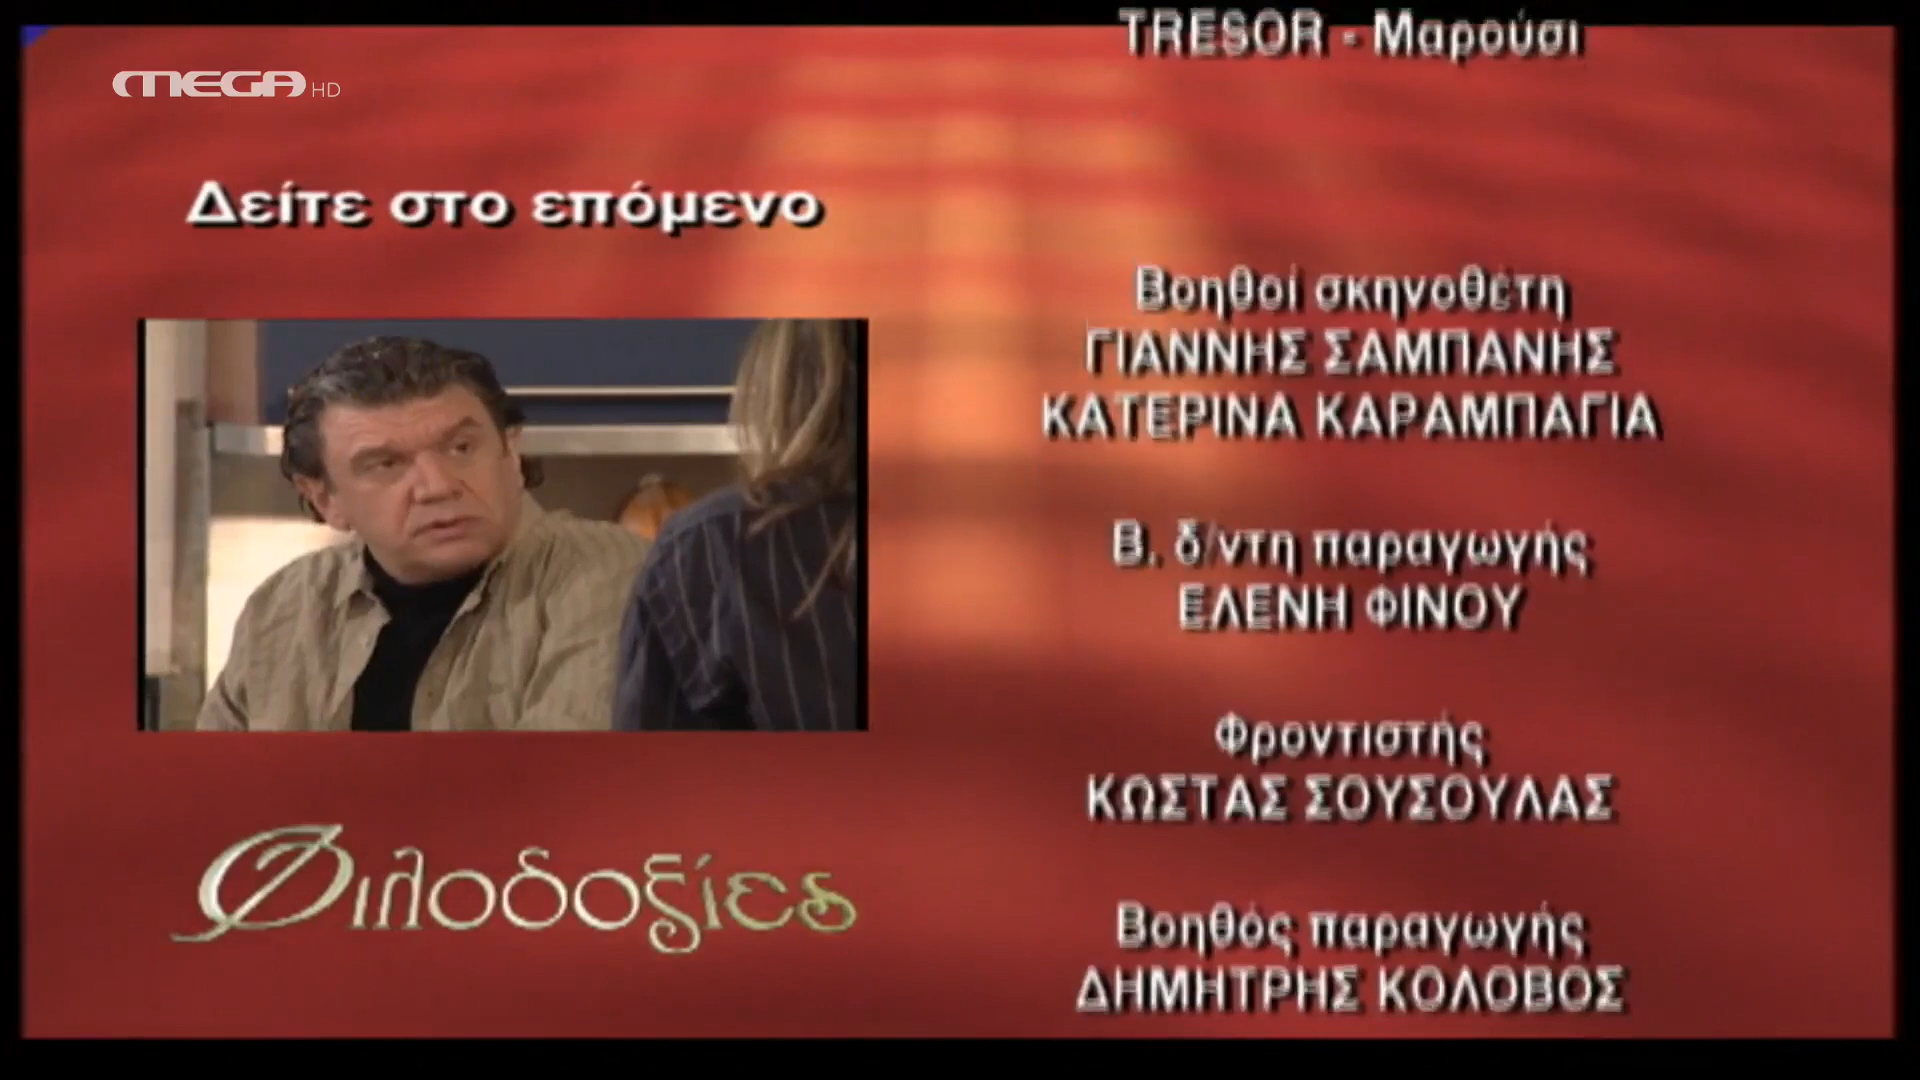 TRESOR - Μαρούσι
MEGA HD
Δείτε στο επόμενο
Βοηθοί σκηνοθέτη
ΓΙΑΝΝΗΣ ΣΑΜΠΑΝΗΣ
ΚΑΤΕΡΙΝΑ ΚΑΡΑΜΠΑΓΙΑ
Β. δ/ντη παραγωγής
ΕΛΕΝΗ ΦΙΝΟΥ
Φροντιστής
ΚΩΣΤΑΣ ΣΟΥΣΟΥΛΑΣ
Φιλοδοξίες
Βοηθός παραγωγής
ΔΗΜΗΤΡΗΣ ΚΟΛΟΒΟΣ